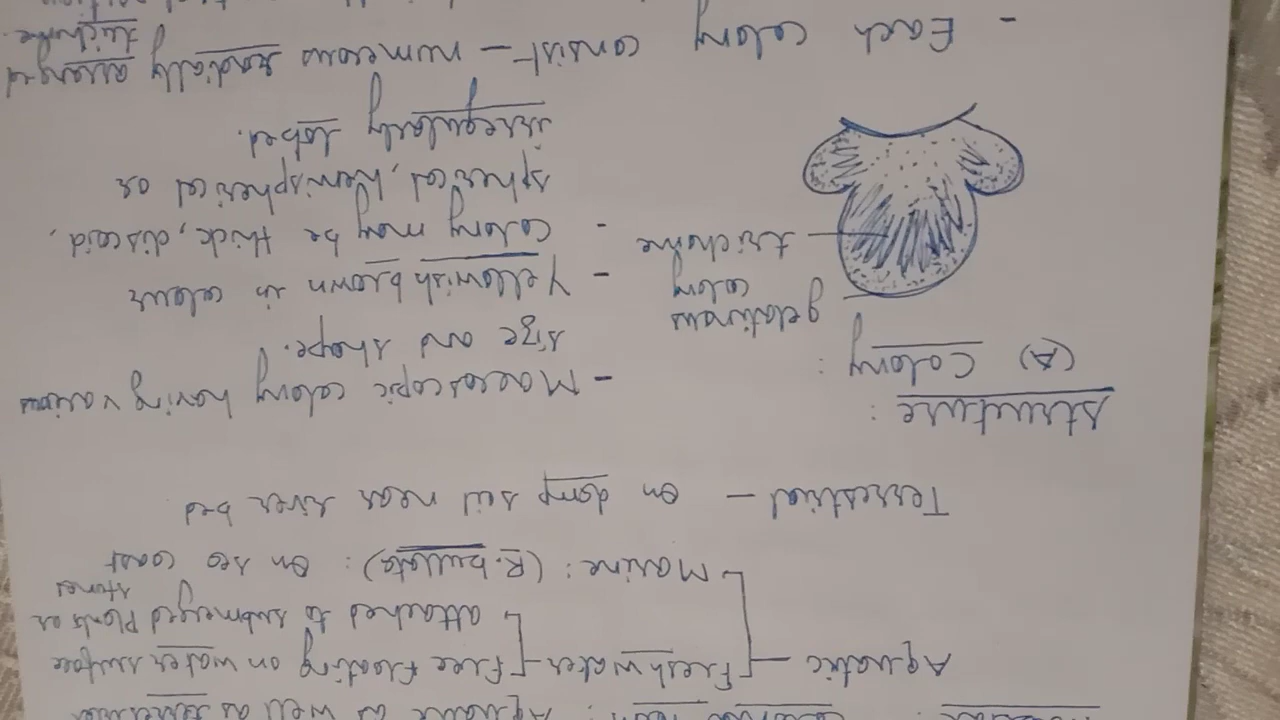 Aquatic as well as terrestrial
Aquatic - Fresh water - Free Floating on water surface
attached to submerged Plants or
stones
Marine: (R. bullata): on sea coast
Terrestrial - on damp soil near river bed
Structure :
(A) Colony :
- Macroscopic colony having various
size and shape.
gelatinous
colony
trichome
- Yellowish brown in colour
- Colony may be thick, discoid,
spherical, hemispherical or
irregularly lobed.
- Each colony consist - numerous radially arranged
trichome.